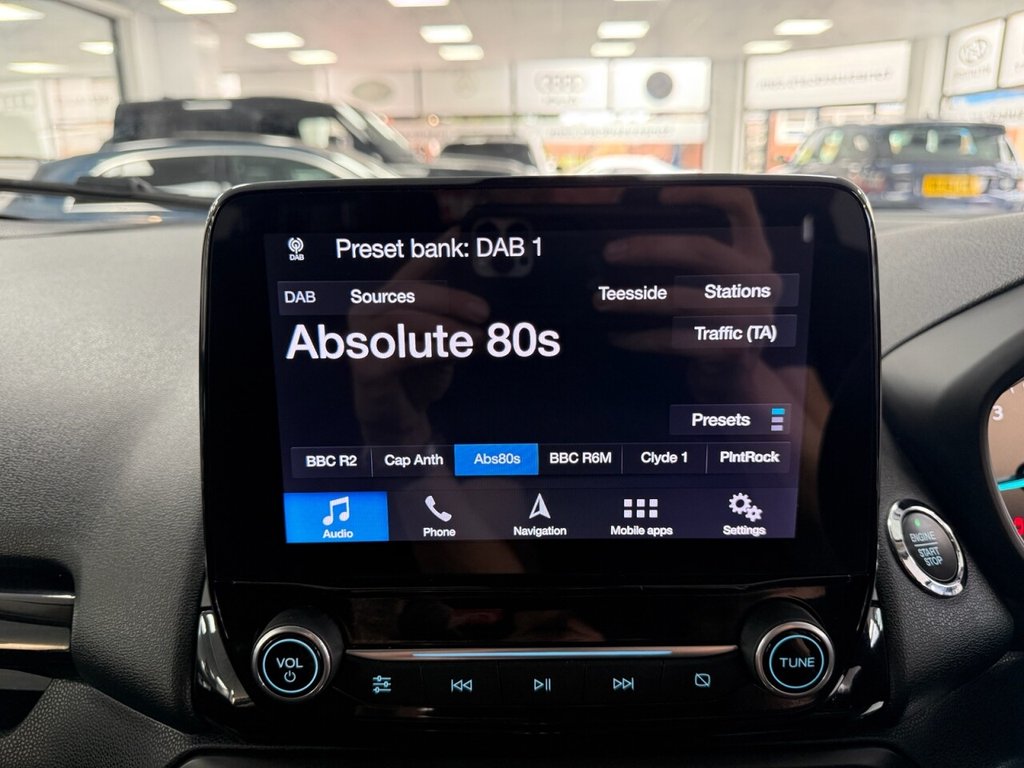 DAB
Preset bank: DAB 1
DAB Sources Teesside Stations
Absolute 80s
Traffic (TA)
Presets
BBC R2 Cap Anth Abs80s BBC R6M Clyde 1 PlntRock
Audio Phone Navigation Mobile apps Settings
ENGINE
START
STOP
VOL
TUNE
3